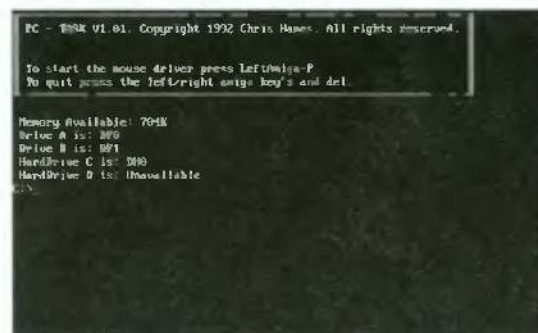 PC - TASK V1.01. Copyright 1992 Chris Hames. All rights reserved.
To start the mouse driver press LeftAmiga-P
To quit press the left/right amiga key's and del.
Memory Available: 704K
Drive A is: DF0
Drive B is: DF1
HardDrive C is: DH0
HardDrive D is: Unavailable
C:\